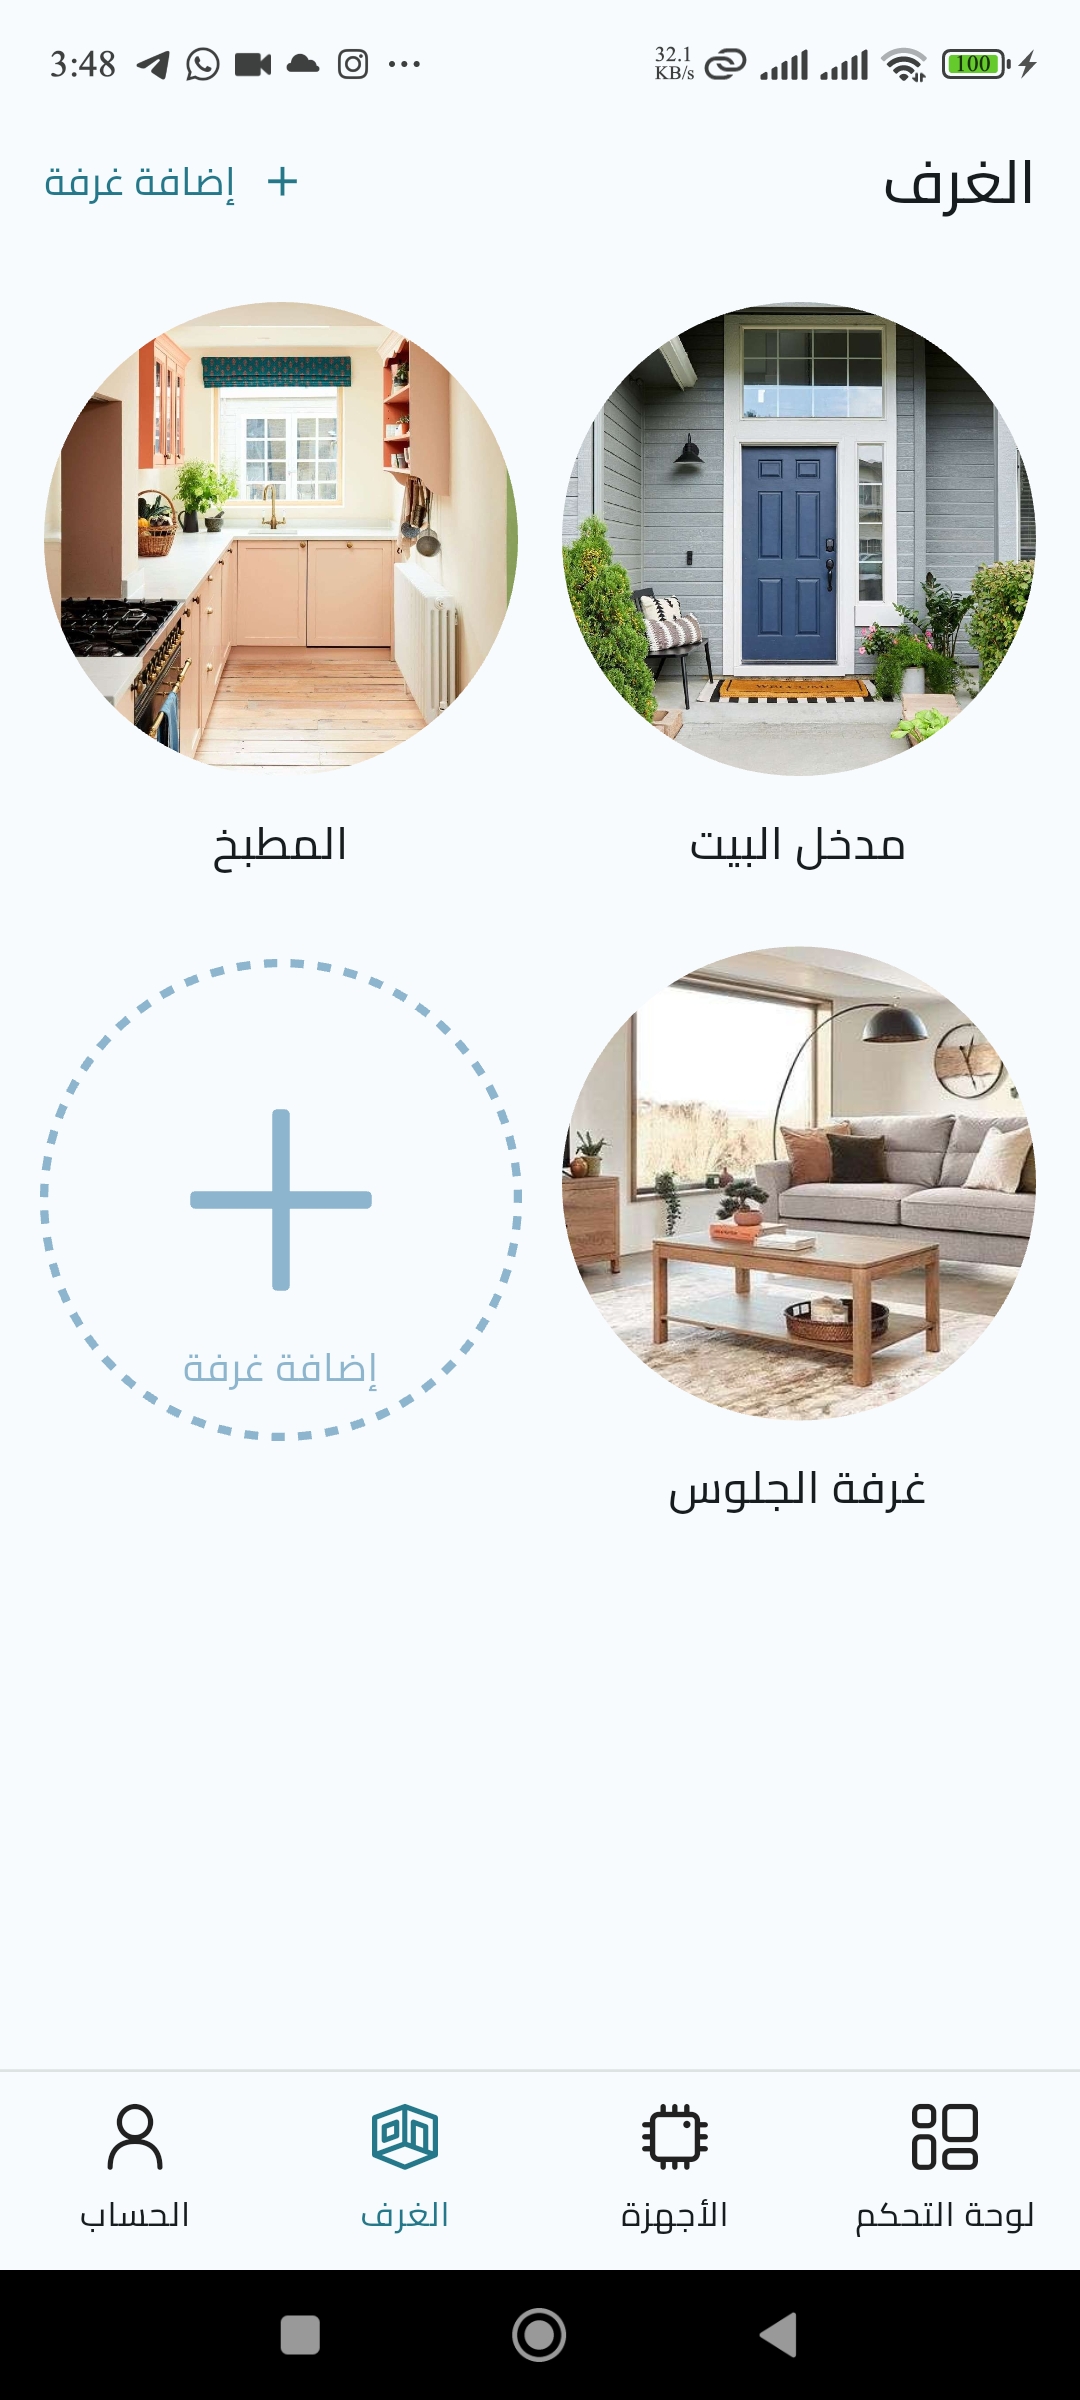 3:48
32.1
KB/s
100
الغرف
+ إضافة غرفة
مدخل البيت
المطبخ
غرفة الجلوس
إضافة غرفة
لوحة التحكم
الأجهزة
الغرف
الحساب